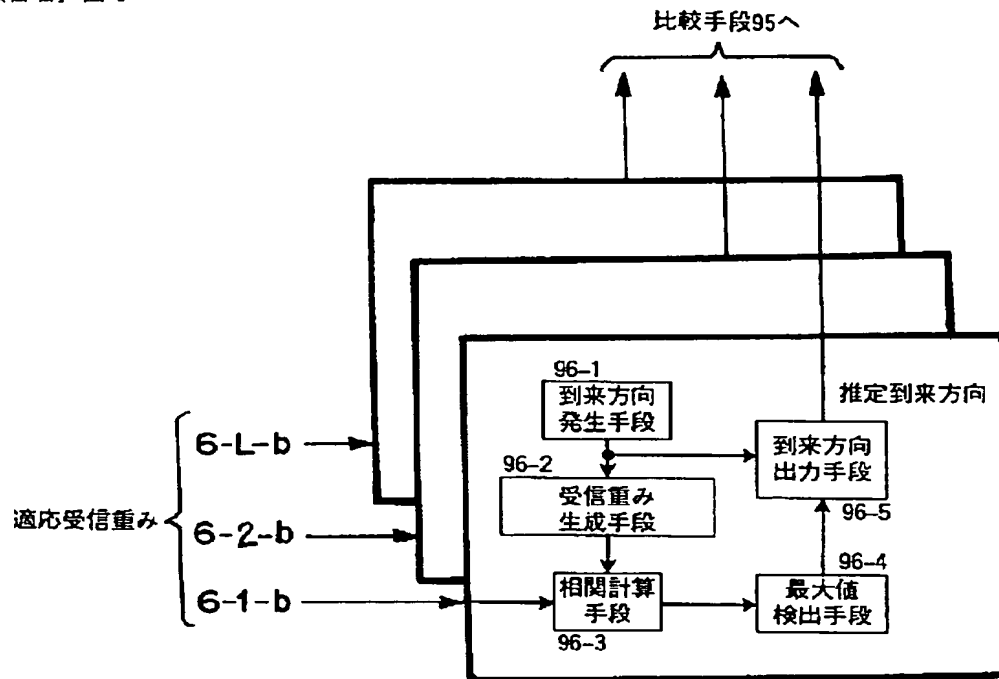 比較手段95へ
96-1
到来方向
発生手段
推定到来方向
96-2
受信重み
生成手段
到来方向
出力手段
96-5
適応受信重み
6-L-b
6-2-b
6-1-b
相関計算
手段
96-3
96-4
最大値
検出手段